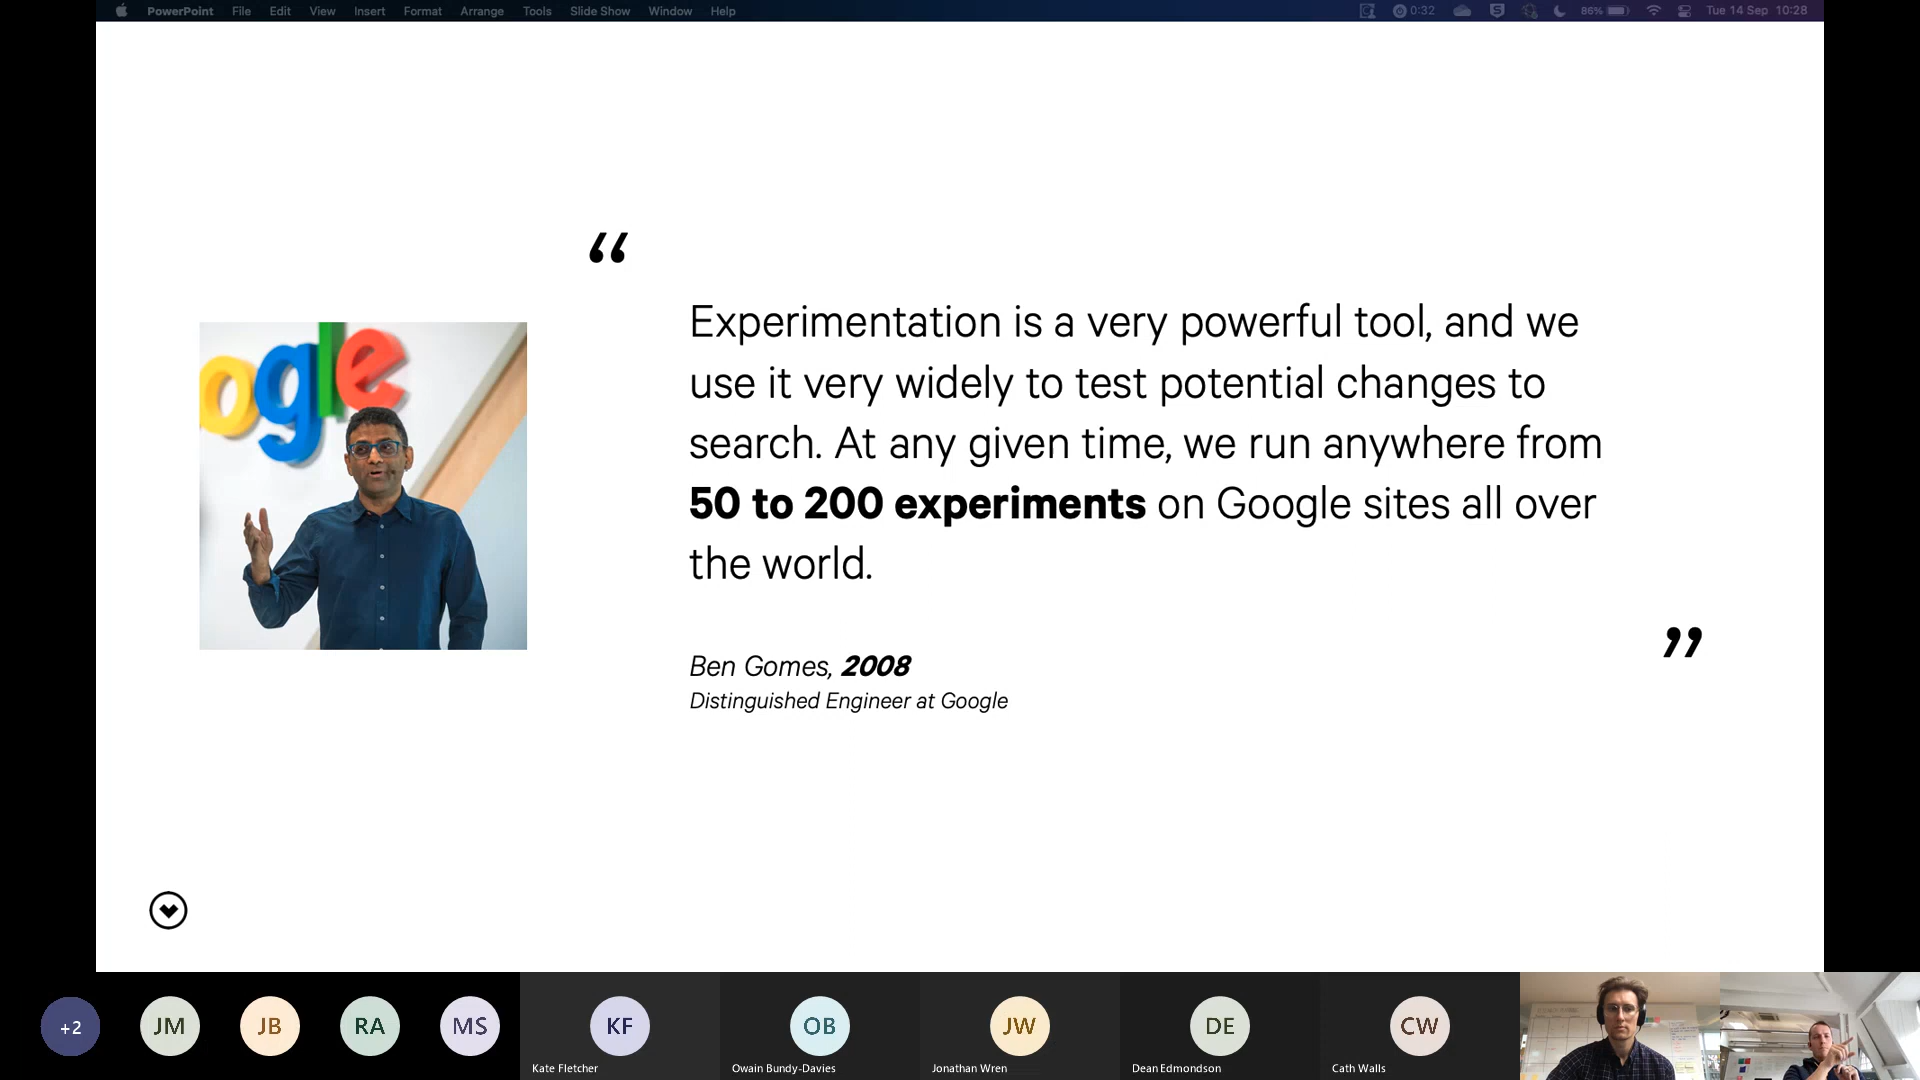 PowerPoint File Edit View Insert Format Arrange Tools Slide Show Window Help 0:32 86% Tue 14 Sep 10:28
“
ogle
Experimentation is a very powerful tool, and we
use it very widely to test potential changes to
search. At any given time, we run anywhere from
50 to 200 experiments on Google sites all over
the world.
”
Ben Gomes, 2008
Distinguished Engineer at Google
+2 JM JB RA MS KF OB JW DE CW
Kate Fletcher Owain Bundy-Davies Jonathan Wren Dean Edmondson Cath Walls